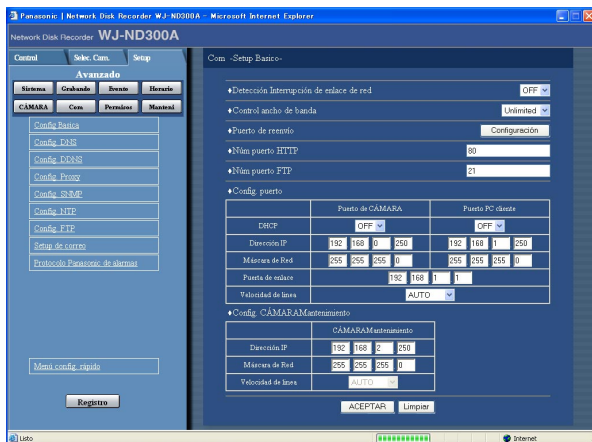 Panasonic | Network Disk Recorder WJ-ND300A - Microsoft Internet Explorer
Network Disk Recorder WJ-ND300A
Control Selec. Cam. Setup
Com -Setup Basico-
Avanzado
Sistema Grabando Evento Horario
CÁMARA Com Permisos Manteni
Config Basica
Config. DNS
Config. DDNS
Config. Proxy
Config. SNMP
Config. NTP
Config. FTP
Setup de correo
Protocolo Panasonic de alarmas
Menú config. rápido
Registro
♦Detección Interrupción de enlace de red OFF
♦Control ancho de banda Unlimited
♦Puerto de reenvío Configuración
♦Núm puerto HTTP 80
♦Núm puerto FTP 21
♦Config. puerto
Puerto de CÁMARA Puerto PC cliente
DHCP OFF OFF
Dirección IP 192 168 0 250 192 168 1 250
Máscara de Red 255 255 255 0 255 255 255 0
Puerta de enlace 192 168 1 1
Velocidad de linea AUTO
♦Config. CÁMARAMantenimiento
CÁMARAMantenimiento
Dirección IP 192 168 2 250
Máscara de Red 255 255 255 0
Velocidad de linea AUTO
ACEPTAR Limpiar
Listo Internet